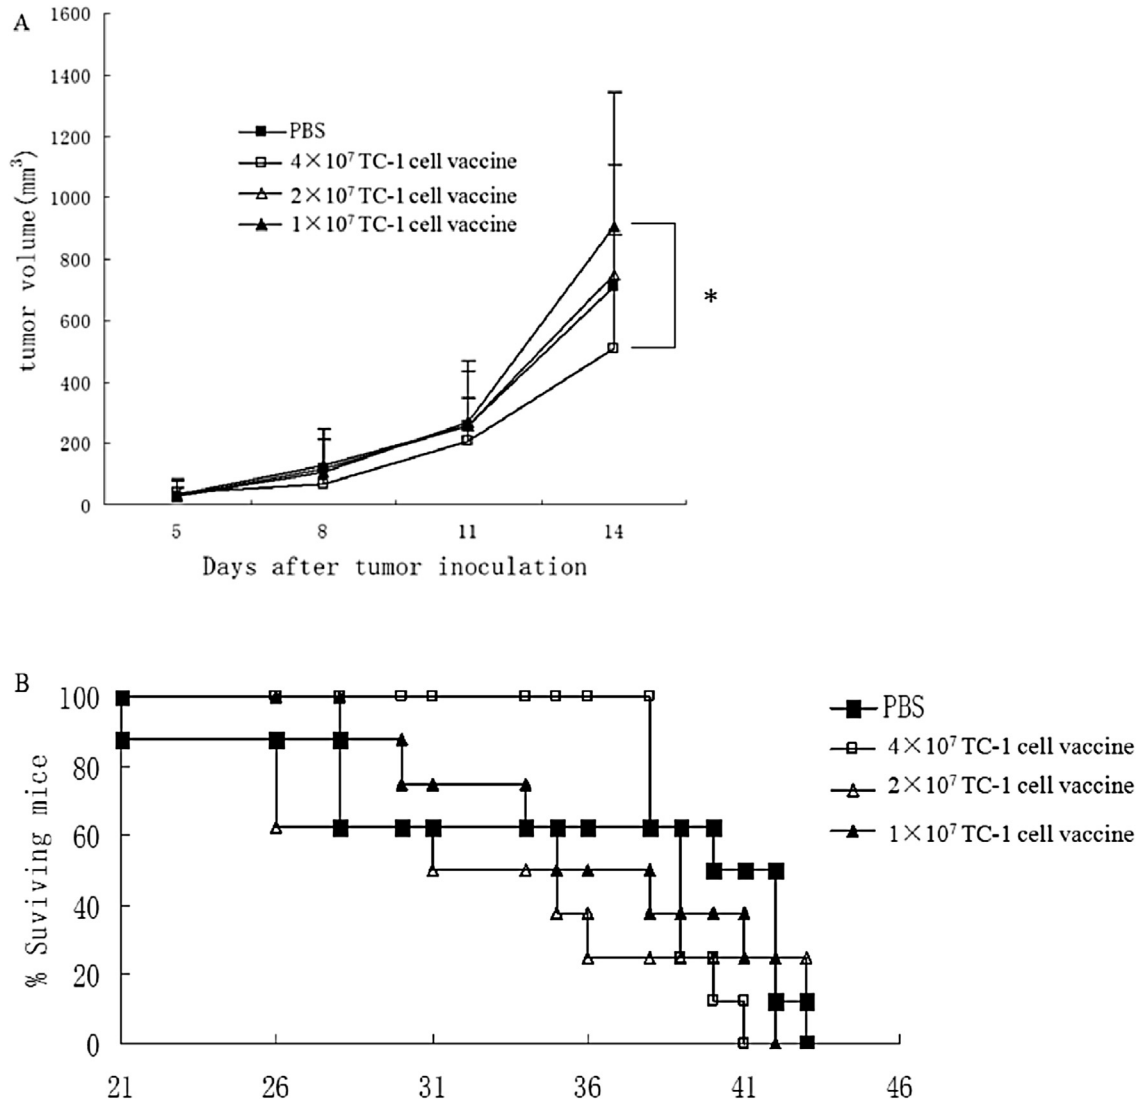 A
1600
1400
1200
1000
800
600
400
200
0
tumor volume(mm³)
PBS
4×10⁷ TC-1 cell vaccine
2×10⁷ TC-1 cell vaccine
1×10⁷ TC-1 cell vaccine
*
5 8 11 14
Days after tumor inoculation
B
100
80
60
40
20
0
% Suviving mice
PBS
4×10⁷ TC-1 cell vaccine
2×10⁷ TC-1 cell vaccine
1×10⁷ TC-1 cell vaccine
21 26 31 36 41 46